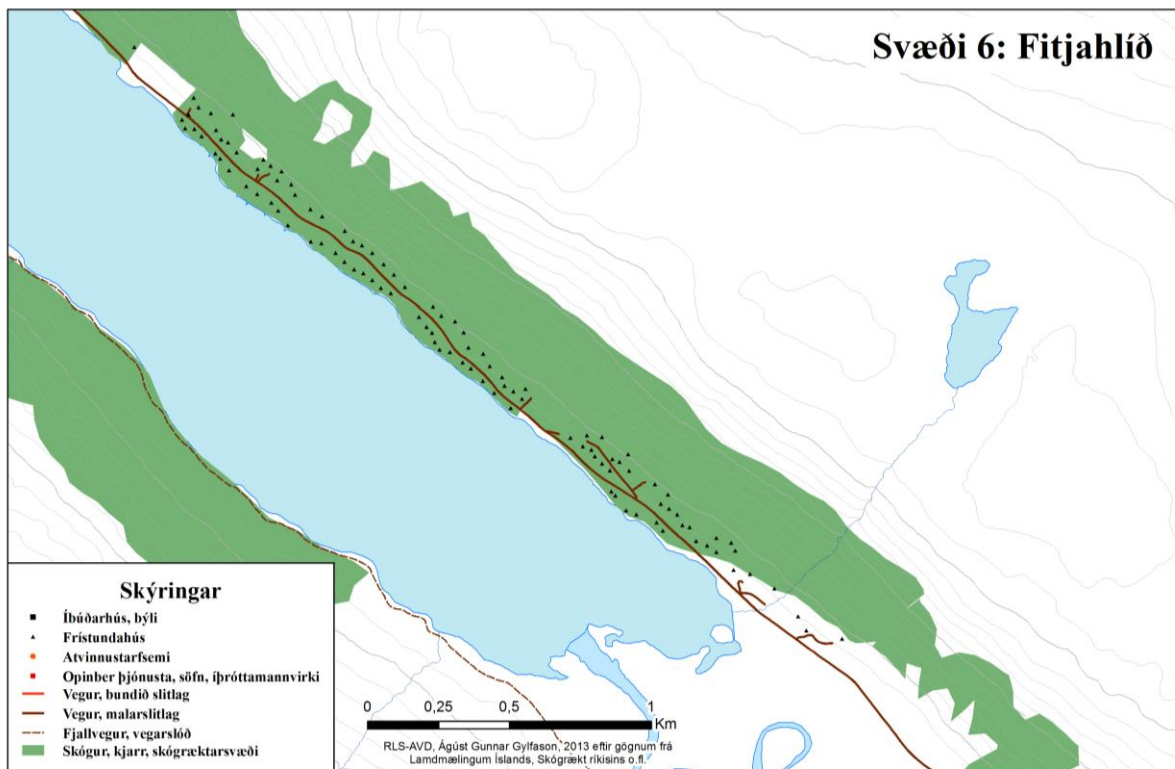 Svæði 6: Fitjahlíð
Skýringar
Íbúðarhús, býli
Frístundahús
Atvinnustarfsemi
Opinber þjónusta, söfn, íþróttamannvirki
Vegur, bundið slitlag
Vegur, malarslitlag
Fjallvegur, vegarslóð
Skógur, kjarr, skógræktarsvæði
0 0,25 0,5 1
Km
RLS-AVD, Ágúst Gunnar Gylfason, 2013 eftir gögnum frá
Lamdmælingum Íslands, Skógrækt ríkisins o.fl.